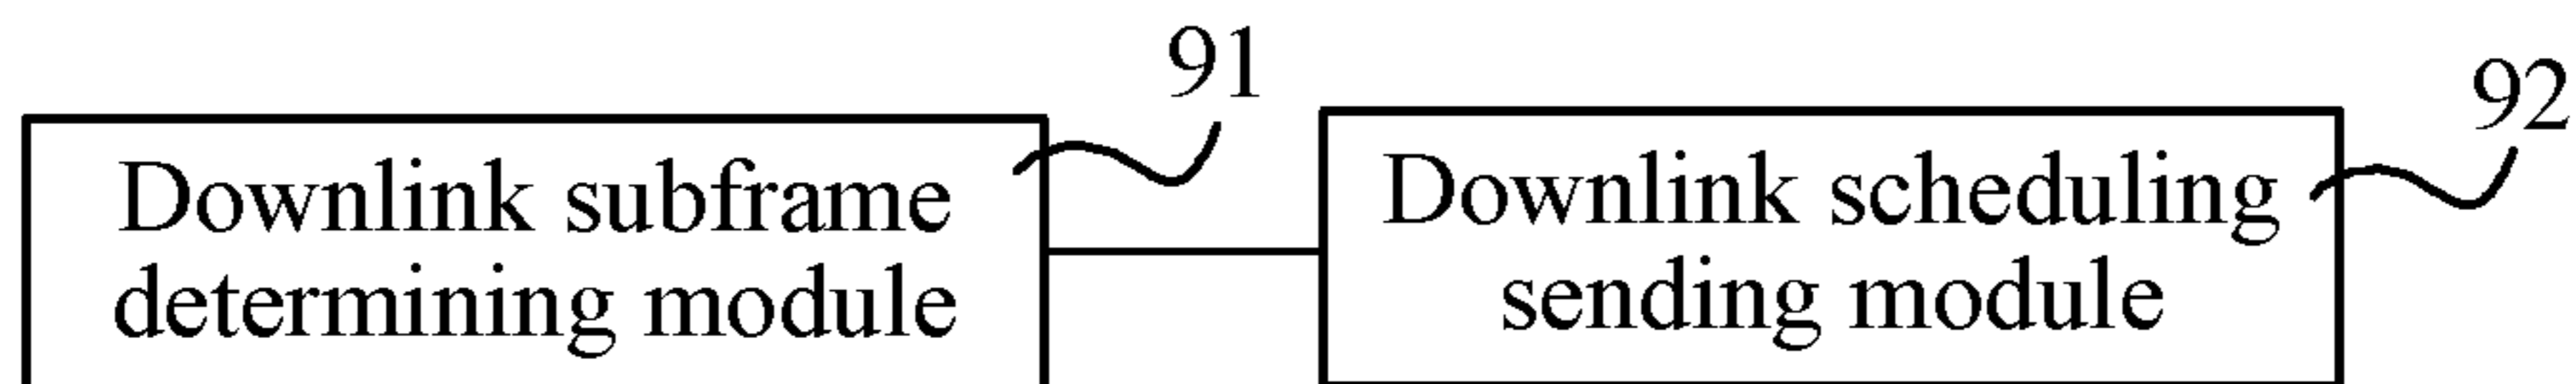 91
92
Downlink subframe
determining module
Downlink scheduling
sending module